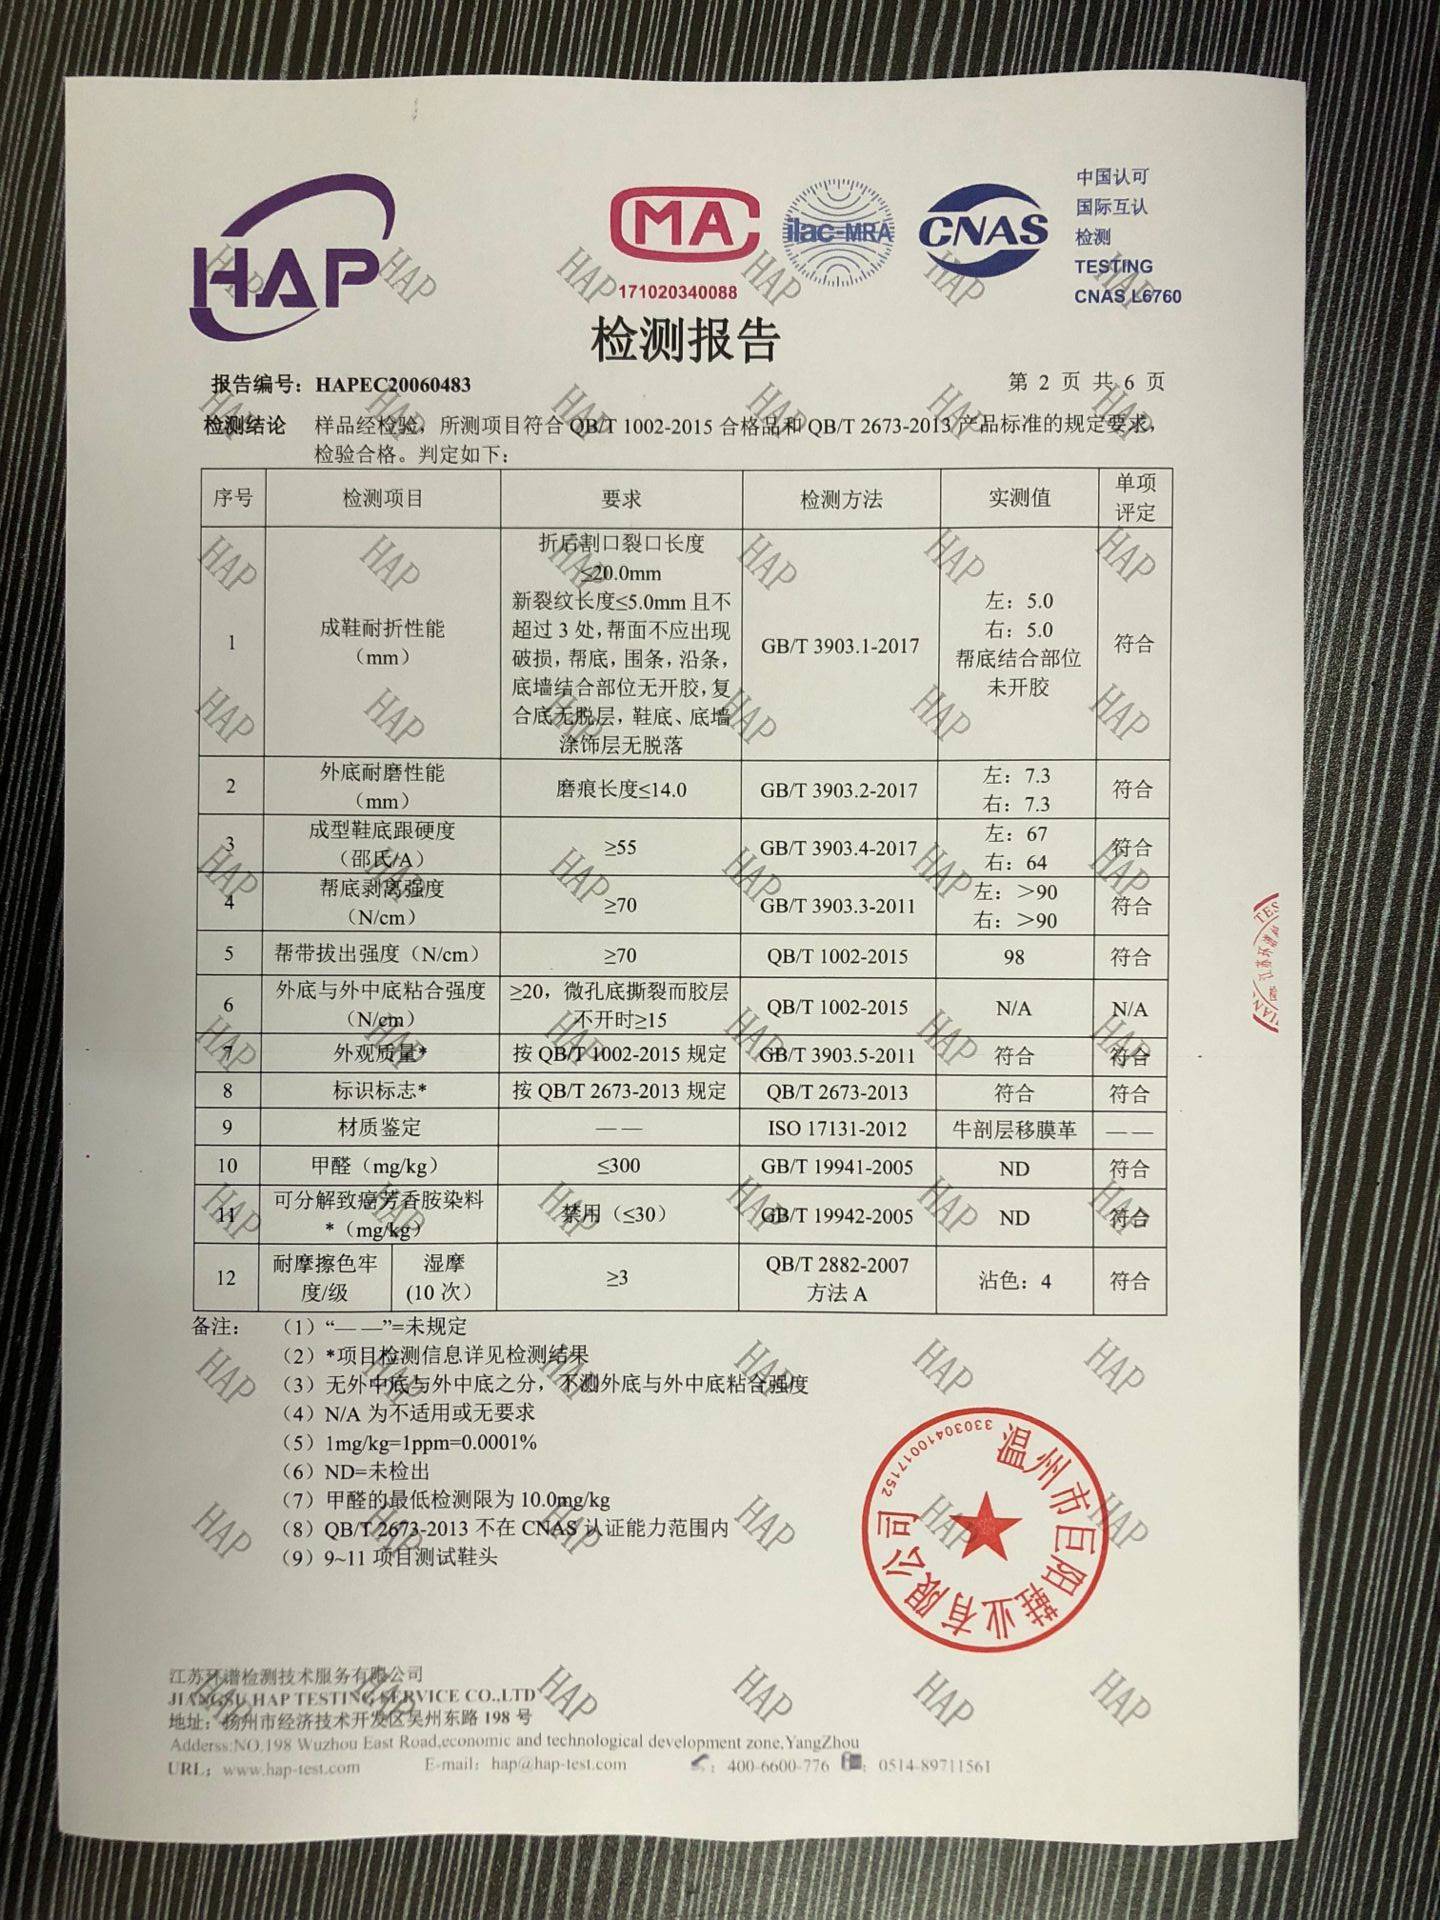 HAP
MA
171020340088
ilac-MRA
CNAS
中国认可
国际互认
检测
TESTING
CNAS L6760
检测报告
报告编号：HAPEC20060483
第 2 页 共 6 页
检测结论 样品经检验，所测项目符合 QB/T 1002-2015 合格品和 QB/T 2673-2013 产品标准的规定要求，
检验合格。判定如下：
序号 检测项目 要求 检测方法 实测值 单项
评定
1 成鞋耐折性能
（mm）
折后割口裂口长度
≤20.0mm
新裂纹长度≤5.0mm 且不
超过 3 处，帮面不应出现
破损，帮底，围条，沿条，
底墙结合部位无开胶，复
合底无脱层，鞋底、底墙
涂饰层无脱落
GB/T 3903.1-2017
左：5.0
右：5.0
帮底结合部位
未开胶
符合
2 外底耐磨性能
（mm）
磨痕长度≤14.0 GB/T 3903.2-2017
左：7.3
右：7.3
符合
3 成型鞋底跟硬度
（邵氏/A）
≥55 GB/T 3903.4-2017
左：67
右：64
符合
4 帮底剥离强度
（N/cm）
≥70 GB/T 3903.3-2011
左：＞90
右：＞90
符合
5 帮带拔出强度（N/cm） ≥70 QB/T 1002-2015 98 符合
6 外底与外中底粘合强度
（N/cm）
≥20，微孔底撕裂而胶层
不开时≥15
QB/T 1002-2015 N/A N/A
7 外观质量* 按 QB/T 1002-2015 规定 GB/T 3903.5-2011 符合 符合
8 标识标志* 按 QB/T 2673-2013 规定 QB/T 2673-2013 符合 符合
9 材质鉴定 — — ISO 17131-2012 牛剖层移膜革 — —
10 甲醛（mg/kg） ≤300 GB/T 19941-2005 ND 符合
11 可分解致癌芳香胺染料
*（mg/kg）
禁用（≤30） GB/T 19942-2005 ND 符合
12 耐摩擦色牢
度/级
湿摩
(10 次）
≥3 QB/T 2882-2007
方法 A
沾色：4 符合
备注： （1）“— —”=未规定
（2）*项目检测信息详见检测结果
（3）无外中底与外中底之分，不测外底与外中底粘合强度
（4）N/A 为不适用或无要求
（5）1mg/kg=1ppm=0.0001%
（6）ND=未检出
（7）甲醛的最低检测限为 10.0mg/kg
（8）QB/T 2673-2013 不在 CNAS 认证能力范围内
（9）9~11 项目测试鞋头
温州市巨阳鞋业有限公司
33030410017152
江苏环谱检测技术服务有限公司
JIANGSU HAP TESTING SERVICE CO.,LTD
地址：扬州市经济技术开发区吴州东路 198 号
Adderss:NO.198 Wuzhou East Road,economic and technological development zone,YangZhou
URL：www.hap-test.com E-mail：hap@hap-test.com ：400-6600-776 ：0514-89711561